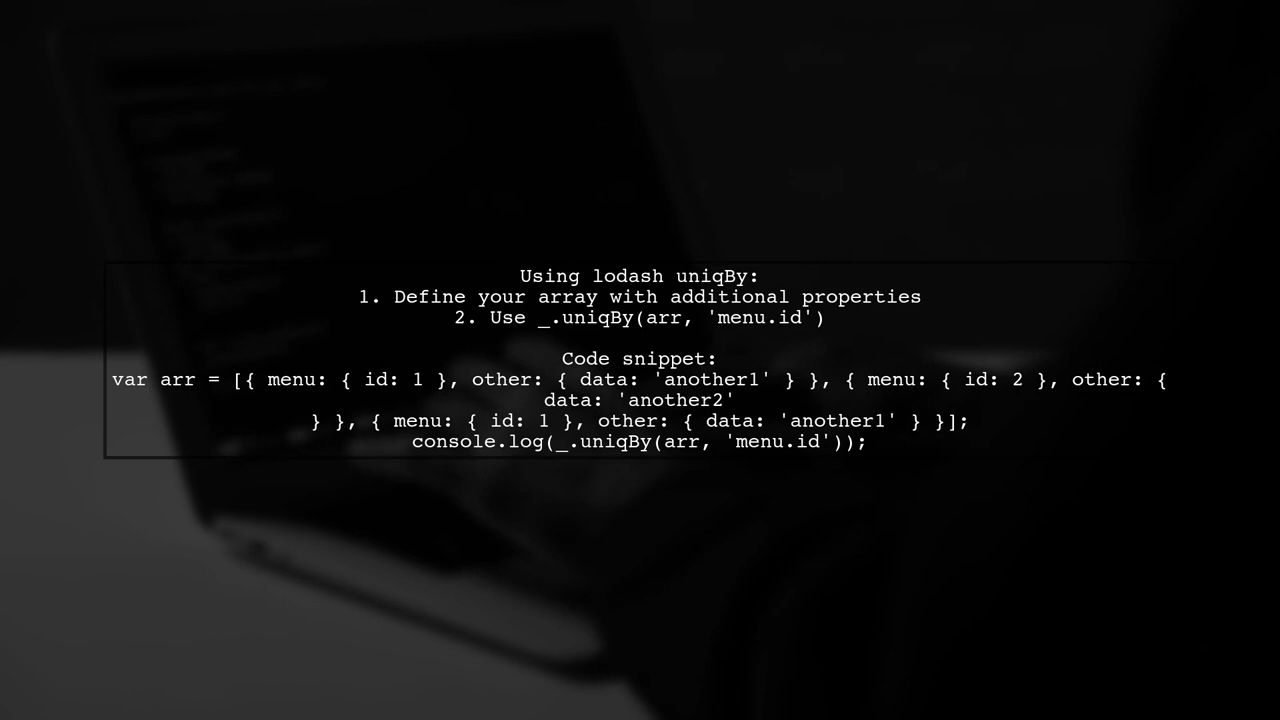 Using lodash uniqBy:
1. Define your array with additional properties
2. Use _.uniqBy(arr, 'menu.id')
Code snippet:
var arr = [{ menu: { id: 1 }, other: { data: 'another1' } }, { menu: { id: 2 }, other: {
data: 'another2'
} }, { menu: { id: 1 }, other: { data: 'another1' } }];
console.log(_.uniqBy(arr, 'menu.id'));